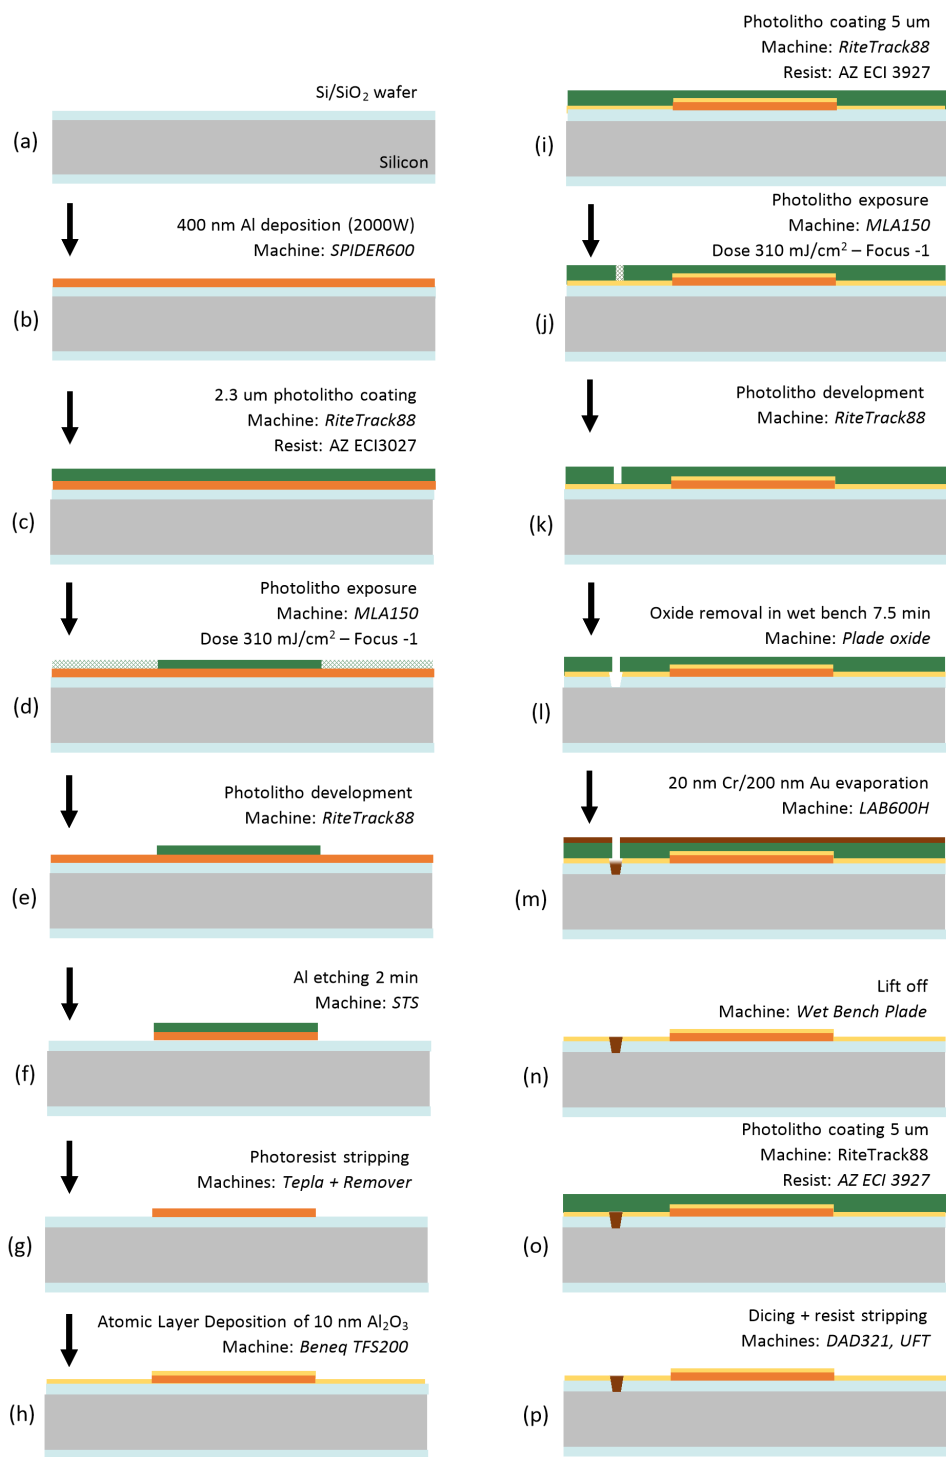 Si/SiO₂ wafer
(a)
Silicon
400 nm Al deposition (2000W)
Machine: SPIDER600
(b)
2.3 um photolitho coating
Machine: RiteTrack88
Resist: AZ ECI3027
(c)
Photolitho exposure
Machine: MLA150
Dose 310 mJ/cm² – Focus -1
(d)
Photolitho development
Machine: RiteTrack88
(e)
Al etching 2 min
Machine: STS
(f)
Photoresist stripping
Machines: Tepla + Remover
(g)
Atomic Layer Deposition of 10 nm Al₂O₃
Machine: Beneq TFS200
(h)
Photolitho coating 5 um
Machine: RiteTrack88
Resist: AZ ECI 3927
(i)
Photolitho exposure
Machine: MLA150
Dose 310 mJ/cm² – Focus -1
(j)
Photolitho development
Machine: RiteTrack88
(k)
Oxide removal in wet bench 7.5 min
Machine: Plade oxide
(l)
20 nm Cr/200 nm Au evaporation
Machine: LAB600H
(m)
Lift off
Machine: Wet Bench Plade
(n)
Photolitho coating 5 um
Machine: RiteTrack88
Resist: AZ ECI 3927
(o)
Dicing + resist stripping
Machines: DAD321, UFT
(p)